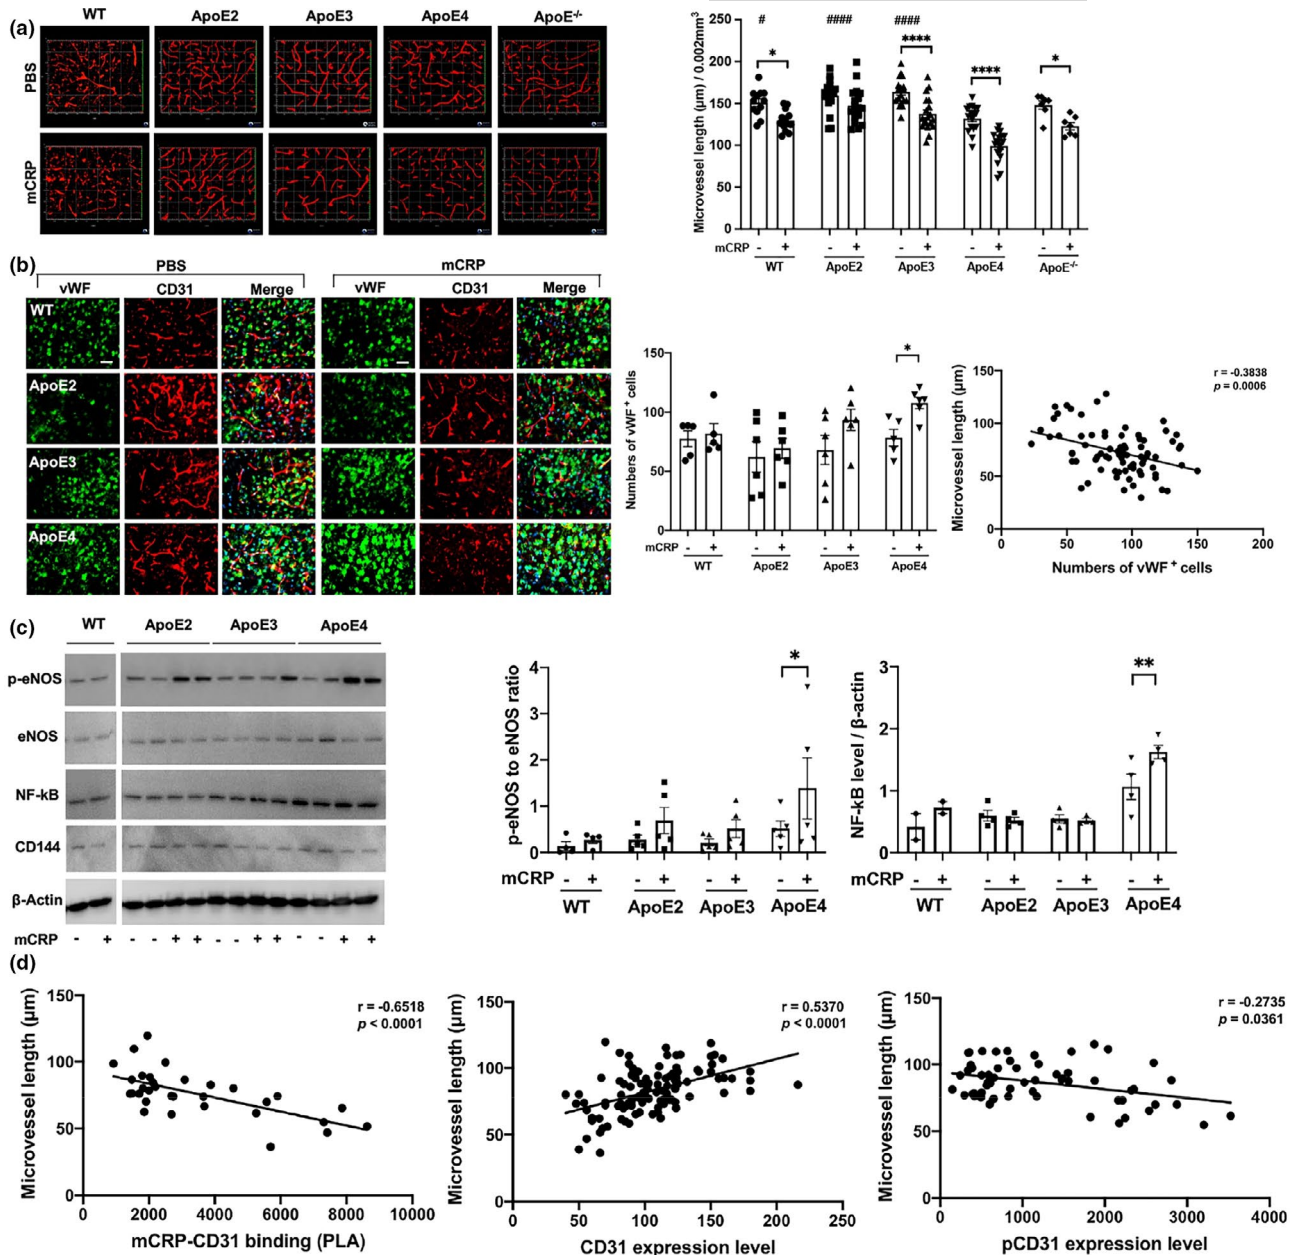 (a)
WT ApoE2 ApoE3 ApoE4 ApoE-/-
PBS
mCRP
Microvessel length (µm) / 0.002mm3
250
200
150
100
50
0
# #### ####
* **** **** *
mCRP - + - + - + - + - +
WT ApoE2 ApoE3 ApoE4 ApoE-/-
(b)
PBS mCRP
vWF CD31 Merge vWF CD31 Merge
WT
ApoE2
ApoE3
ApoE4
Numbers of vWF+ cells
150
100
50
0
*
mCRP - + - + - + - +
WT ApoE2 ApoE3 ApoE4
Microvessel length (µm)
150
100
50
0
r = -0.3838
p = 0.0006
0 50 100 150 200
Numbers of vWF+ cells
(c)
WT ApoE2 ApoE3 ApoE4
p-eNOS
eNOS
NF-kB
CD144
β-Actin
mCRP - + - - + + - - + + - - + +
p-eNOS to eNOS ratio
4
3
2
1
0
*
mCRP - + - + - + - +
WT ApoE2 ApoE3 ApoE4
NF-kB level / β-actin
3
2
1
0
**
mCRP - + - + - + - +
WT ApoE2 ApoE3 ApoE4
(d)
Microvessel length (µm)
150
100
50
0
r = -0.6518
p < 0.0001
0 2000 4000 6000 8000 10000
mCRP-CD31 binding (PLA)
Microvessel length (µm)
150
100
50
0
r = 0.5370
p < 0.0001
0 50 100 150 200 250
CD31 expression level
Microvessel length (µm)
150
100
50
0
r = -0.2735
p = 0.0361
0 1000 2000 3000 4000
pCD31 expression level